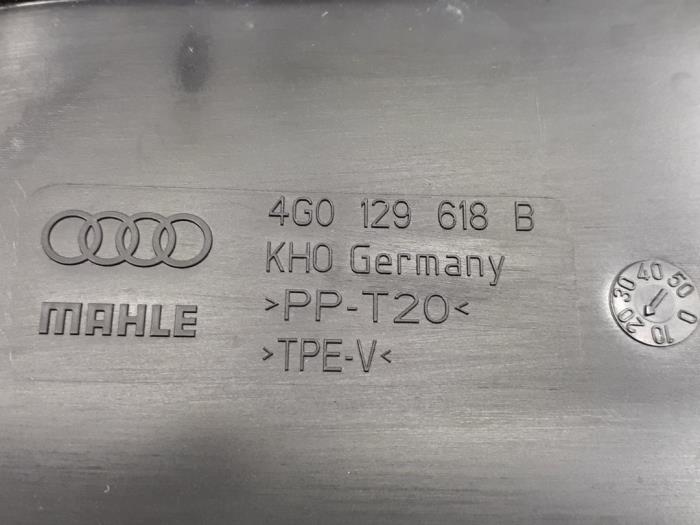 4G0 129 618 B
KHO Germany
MAHLE
>PP-T20<
>TPE-V<
0 10 20 30 40 50